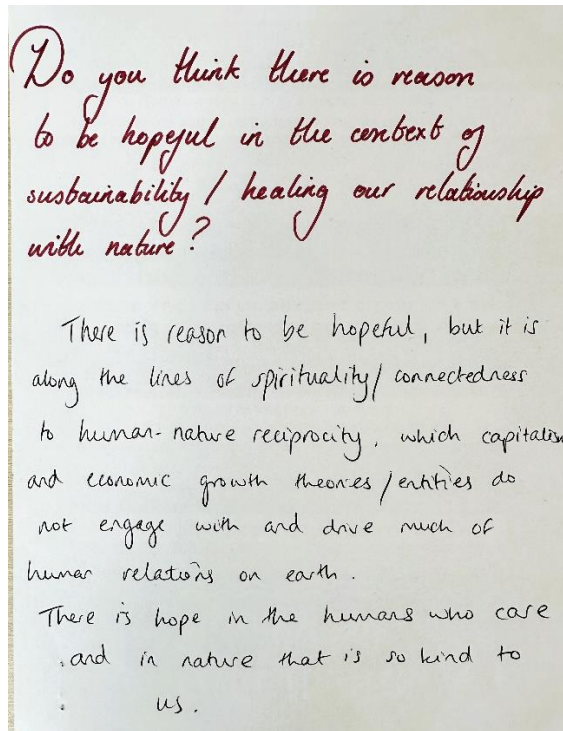 Do you think there is reason
to be hopeful in the context of
sustainability / healing our relationship
with nature?
There is reason to be hopeful, but it is
along the lines of spirituality/ connectedness
to human-nature reciprocity, which capitalism
and economic growth theories/entities do
not engage with and drive much of
human relations on earth.
There is hope in the humans who care
and in nature that is so kind to
us.